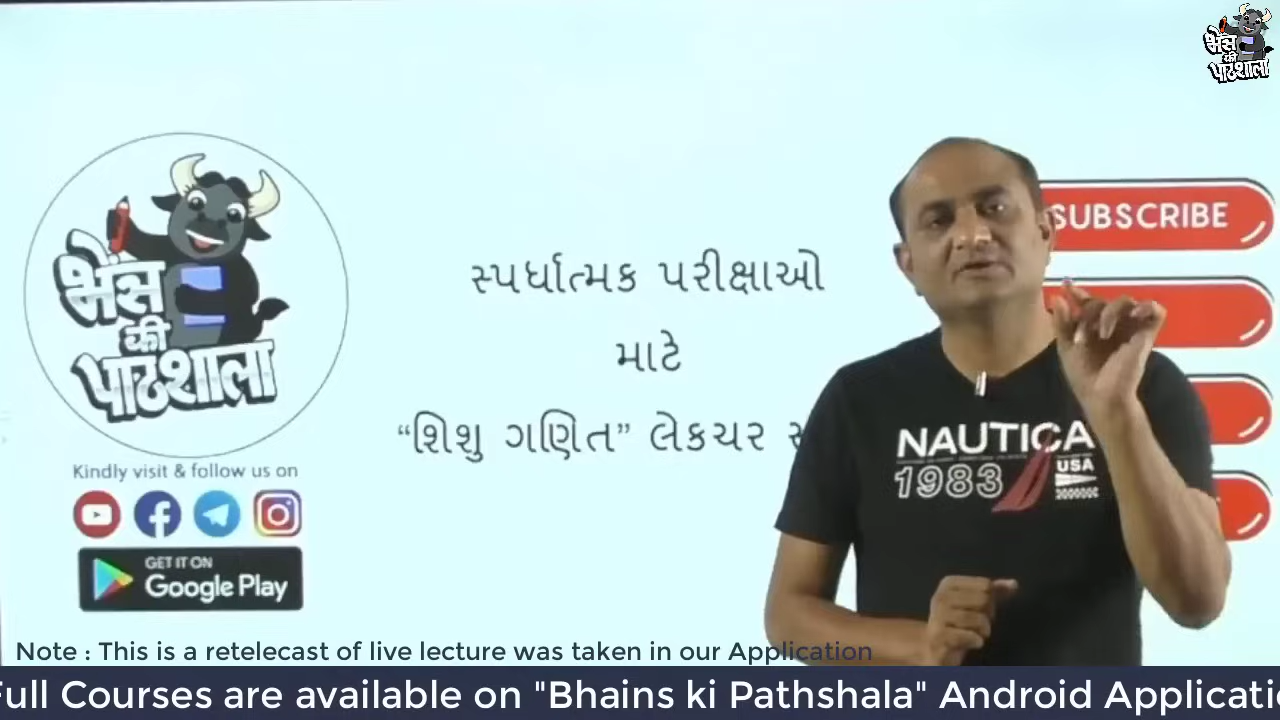 भैंस
की
पाठशाला
भैंस
की
पाठशाला
Kindly visit & follow us on
GET IT ON
Google Play
સ્પર્ધાત્મક પરીક્ષાઓ
માટે
“શિશુ ગણિત” લેકચર
SUBSCRIBE
NAUTICA
1983
USA
Note : This is a retelecast of live lecture was taken in our Application
Full Courses are available on "Bhains ki Pathshala" Android Applicati